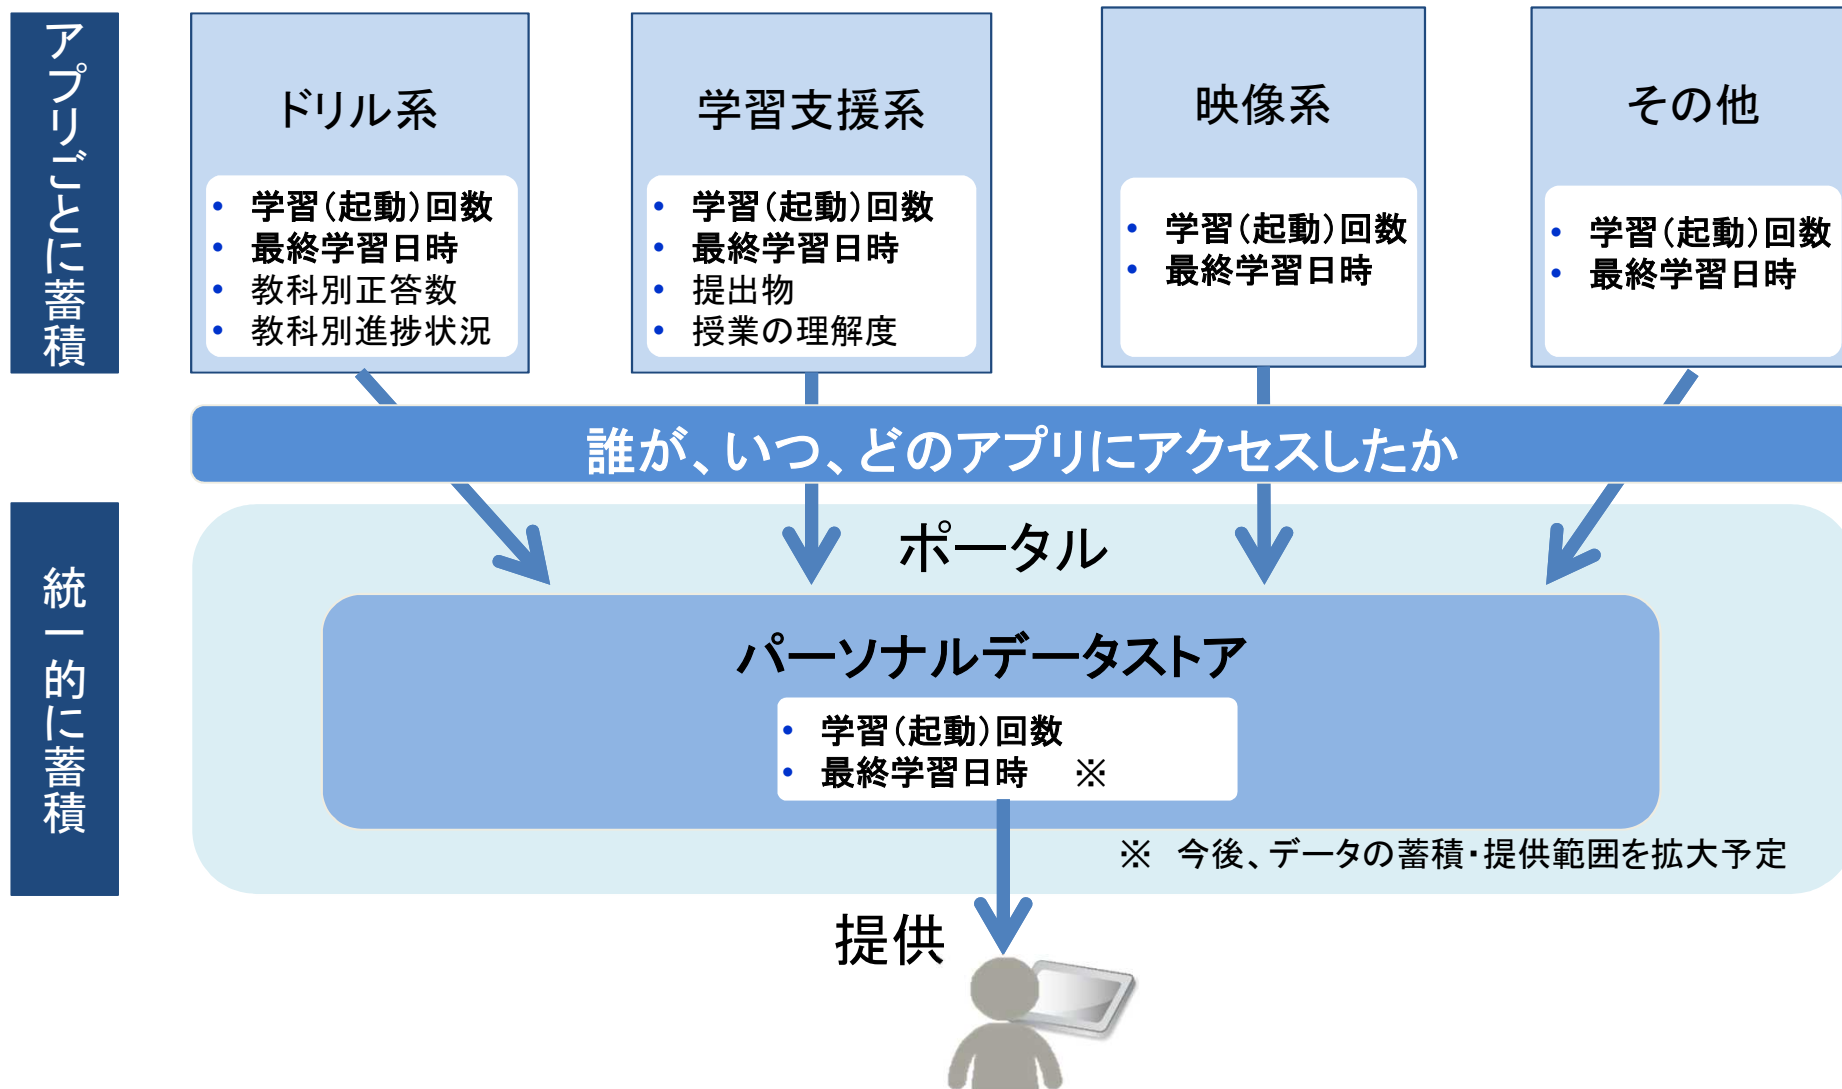 アプリごとに蓄積
ドリル系
・学習(起動)回数
・最終学習日時
・教科別正答数
・教科別進捗状況
学習支援系
・学習(起動)回数
・最終学習日時
・提出物
・授業の理解度
映像系
・学習(起動)回数
・最終学習日時
その他
・学習(起動)回数
・最終学習日時
誰が、いつ、どのアプリにアクセスしたか
統一的に蓄積
ポータル
パーソナルデータストア
・学習(起動)回数
・最終学習日時 ※
※ 今後、データの蓄積・提供範囲を拡大予定
提供